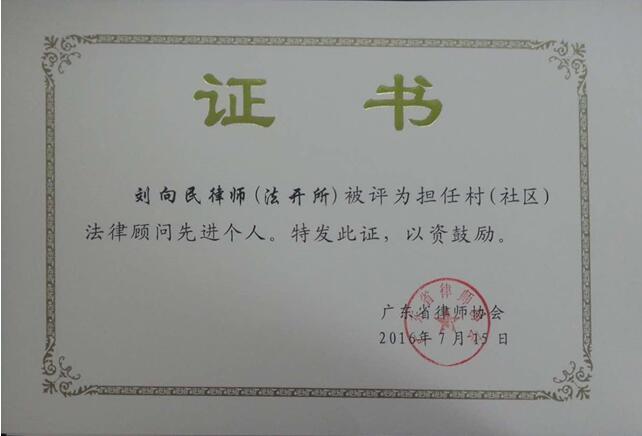 证书
刘向民律师(法开所)被评为担任村(社区)
法律顾问先进个人。特发此证,以资鼓励。
广东省律师协会
2016年7月15日